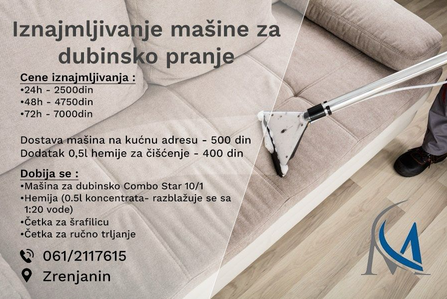 Iznajmljivanje mašine za
dubinsko pranje
Cene iznajmljivanja :
•24h - 2500din
•48h - 4750din
•72h - 7000din
Dostava mašina na kućnu adresu - 500 din
Dodatak 0,5l hemije za čišćenje - 400 din
Dobija se :
•Mašina za dubinsko Combo Star 10/1
•Hemija (0.5l koncentrata- razblažuje se sa
1:20 vode)
•Četka za šrafilicu
•Četka za ručno trljanje
061/2117615
Zrenjanin